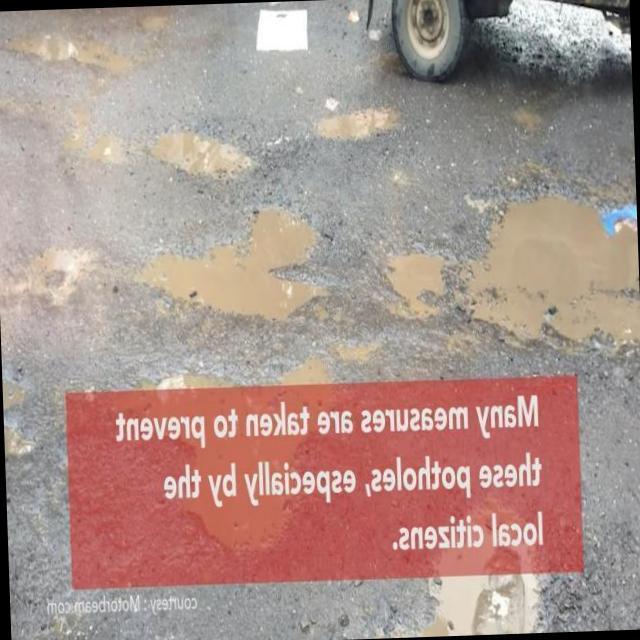 Many measures are taken to prevent
these potholes, especially by the
local citizens.
courtesy : Motorbeam.com